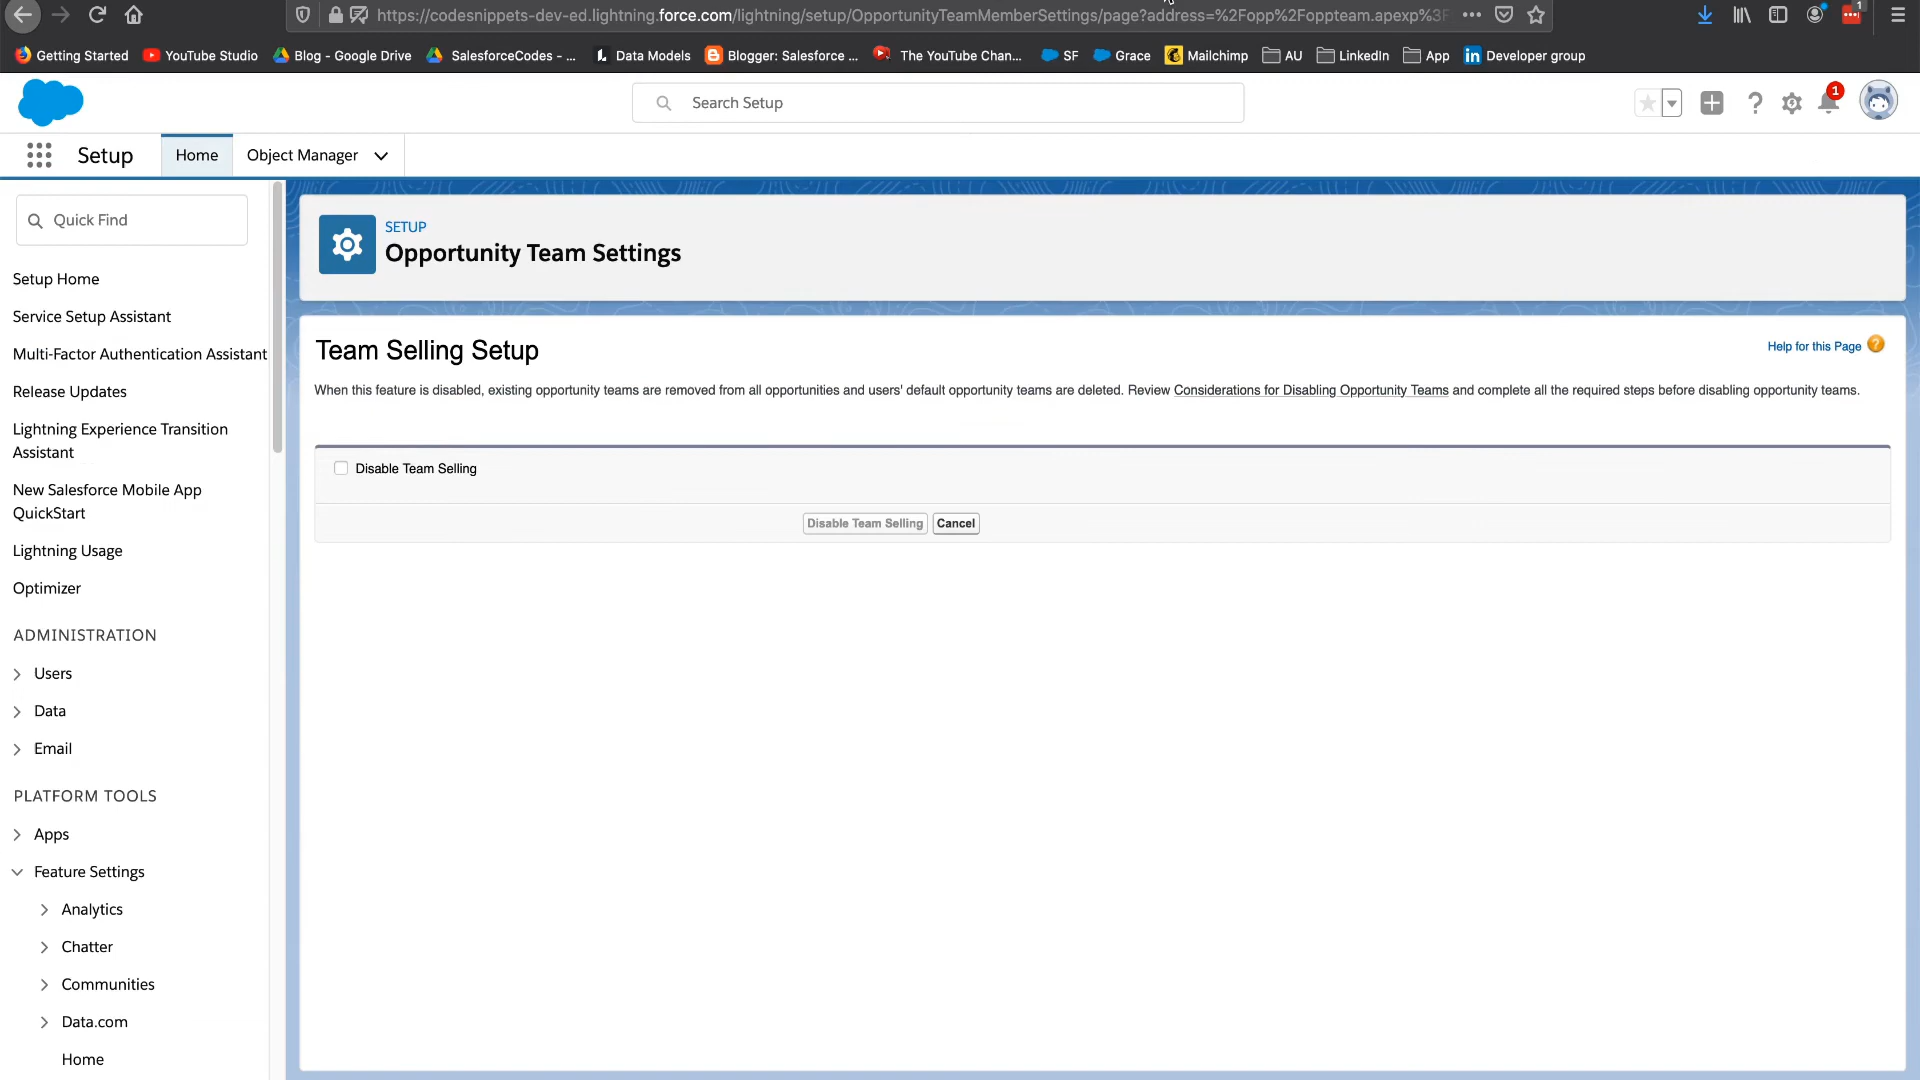 https://codesnippets-dev-ed.lightning.force.com/lightning/setup/OpportunityTeamMemberSettings/page?address=%2Fopp%2Foppteam.apexp%3F
1
Getting Started
YouTube Studio
Blog - Google Drive
SalesforceCodes - ...
Data Models
Blogger: Salesforce ...
The YouTube Chan...
SF
Grace
Mailchimp
AU
LinkedIn
App
Developer group
Search Setup
1
Setup
Home
Object Manager
Quick Find
Setup Home
Service Setup Assistant
Multi-Factor Authentication Assistant
Release Updates
Lightning Experience Transition
Assistant
New Salesforce Mobile App
QuickStart
Lightning Usage
Optimizer
ADMINISTRATION
Users
Data
Email
PLATFORM TOOLS
Apps
Feature Settings
Analytics
Chatter
Communities
Data.com
Home
SETUP
Opportunity Team Settings
Team Selling Setup
Help for this Page
When this feature is disabled, existing opportunity teams are removed from all opportunities and users' default opportunity teams are deleted. Review Considerations for Disabling Opportunity Teams and complete all the required steps before disabling opportunity teams.
Disable Team Selling
Disable Team Selling
Cancel